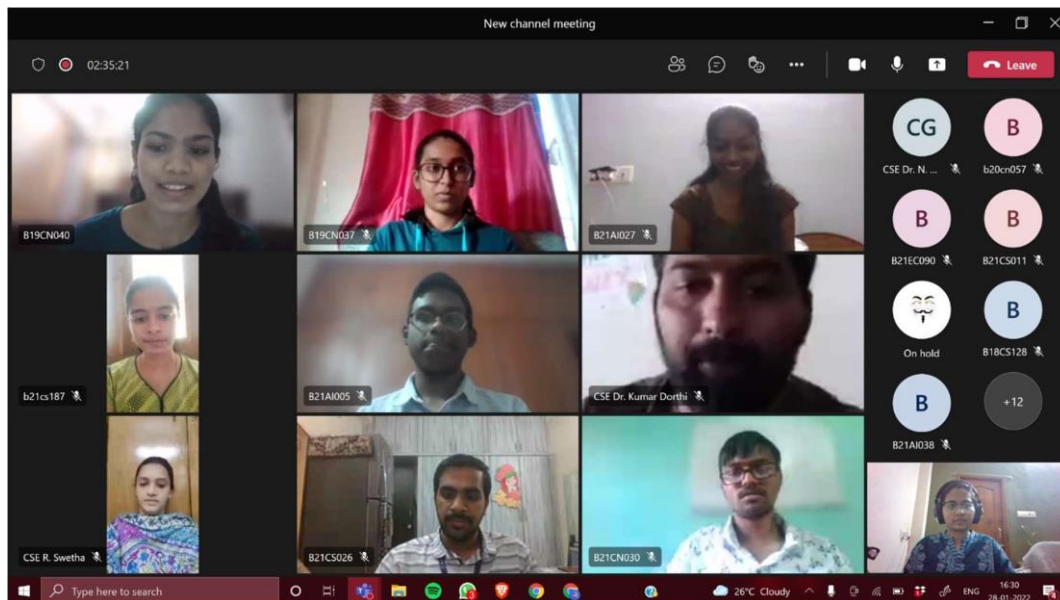 New channel meeting
02:35:21
Leave
B19CN040
B19CN037
B21AI027
CG
B
CSE Dr. N. ...
b20cn057
B
B
B21EC090
B21CS011
b21cs187
B21AI005
CSE Dr. Kumar Dorthi
B
On hold
B18CS128
B
+12
B21AI038
CSE R. Swetha
B21CS026
B21CN030
Type here to search
3
26°C Cloudy
ENG
16:30
28-01-2022